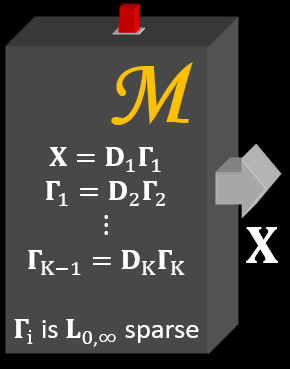 ℳ
𝐗 = 𝐃₁𝚪₁
𝚪₁ = 𝐃₂𝚪₂
⋮
𝚪_{K−1} = 𝐃_K𝚪_K
𝚪ᵢ is 𝐋_{0,∞} sparse
𝐗